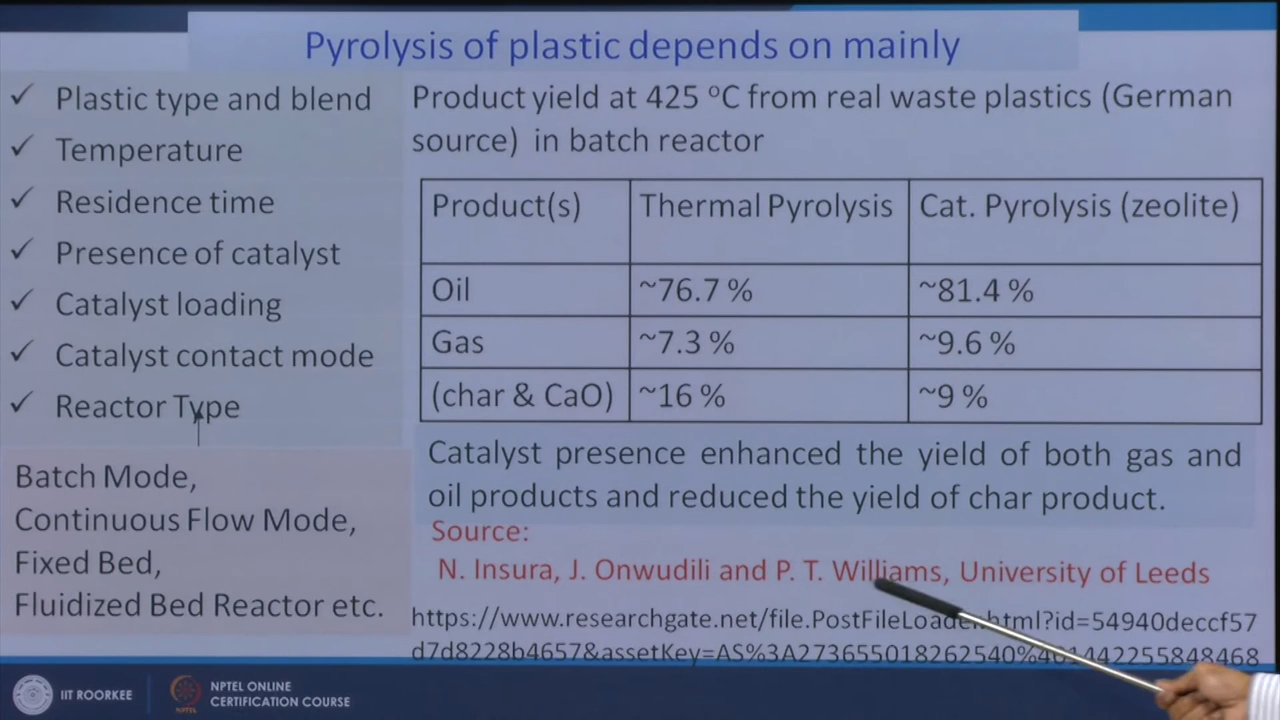 Pyrolysis of plastic depends on mainly
✓ Plastic type and blend
✓ Temperature
✓ Residence time
✓ Presence of catalyst
✓ Catalyst loading
✓ Catalyst contact mode
✓ Reactor Type
Batch Mode,
Continuous Flow Mode,
Fixed Bed,
Fluidized Bed Reactor etc.
Product yield at 425 °C from real waste plastics (German
source) in batch reactor
Product(s) Thermal Pyrolysis Cat. Pyrolysis (zeolite)
Oil ~76.7 % ~81.4 %
Gas ~7.3 % ~9.6 %
(char & CaO) ~16 % ~9 %
Catalyst presence enhanced the yield of both gas and
oil products and reduced the yield of char product.
Source:
N. Insura, J. Onwudili and P. T. Williams, University of Leeds
https://www.researchgate.net/file.PostFileLoader.html?id=54940deccf57
d7d8228b4657&assetKey=AS%3A273655018262540%401442255848468
IIT ROORKEE
NPTEL ONLINE
CERTIFICATION COURSE
NPTEL